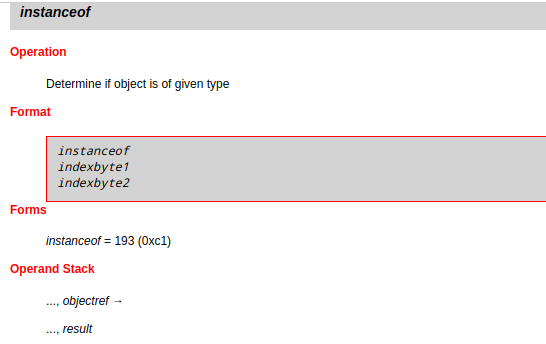 instanceof
Operation
Determine if object is of given type
Format
instanceof
indexbyte1
indexbyte2
Forms
instanceof = 193 (0xc1)
Operand Stack
..., objectref →
..., result